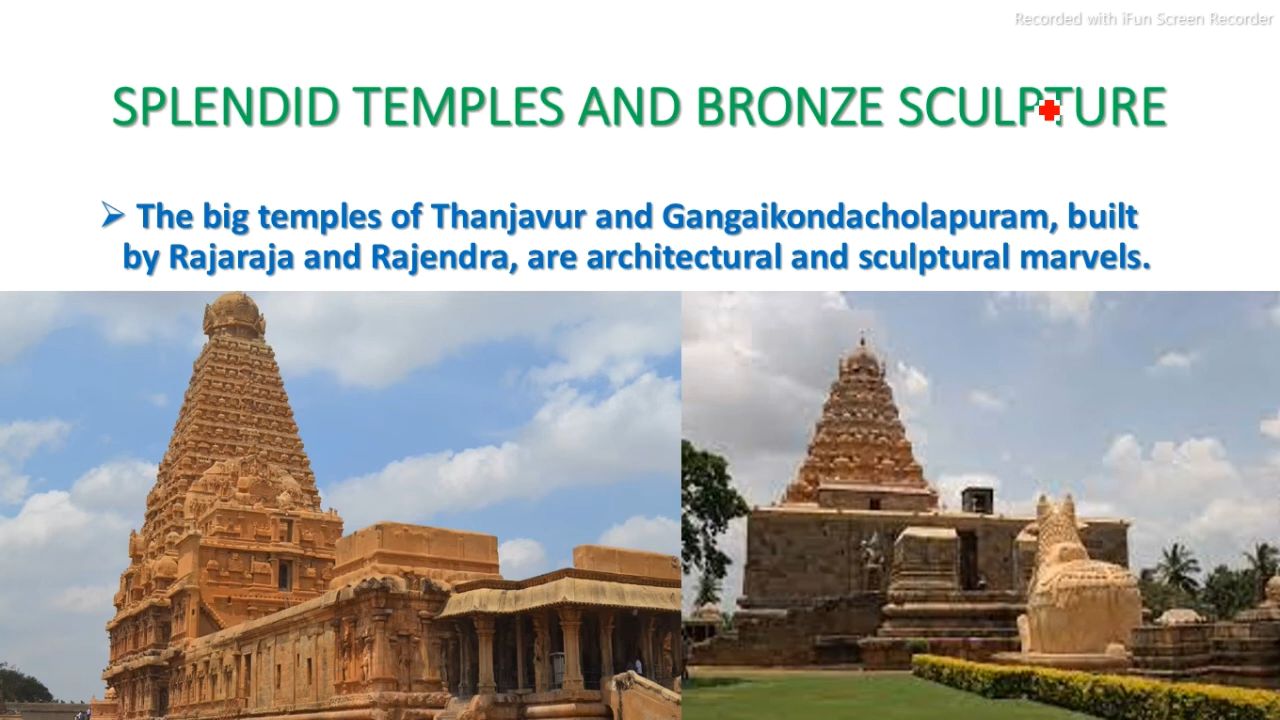 Recorded with iFun Screen Recorder
SPLENDID TEMPLES AND BRONZE SCULPTURE
➢ The big temples of Thanjavur and Gangaikondacholapuram, built
by Rajaraja and Rajendra, are architectural and sculptural marvels.